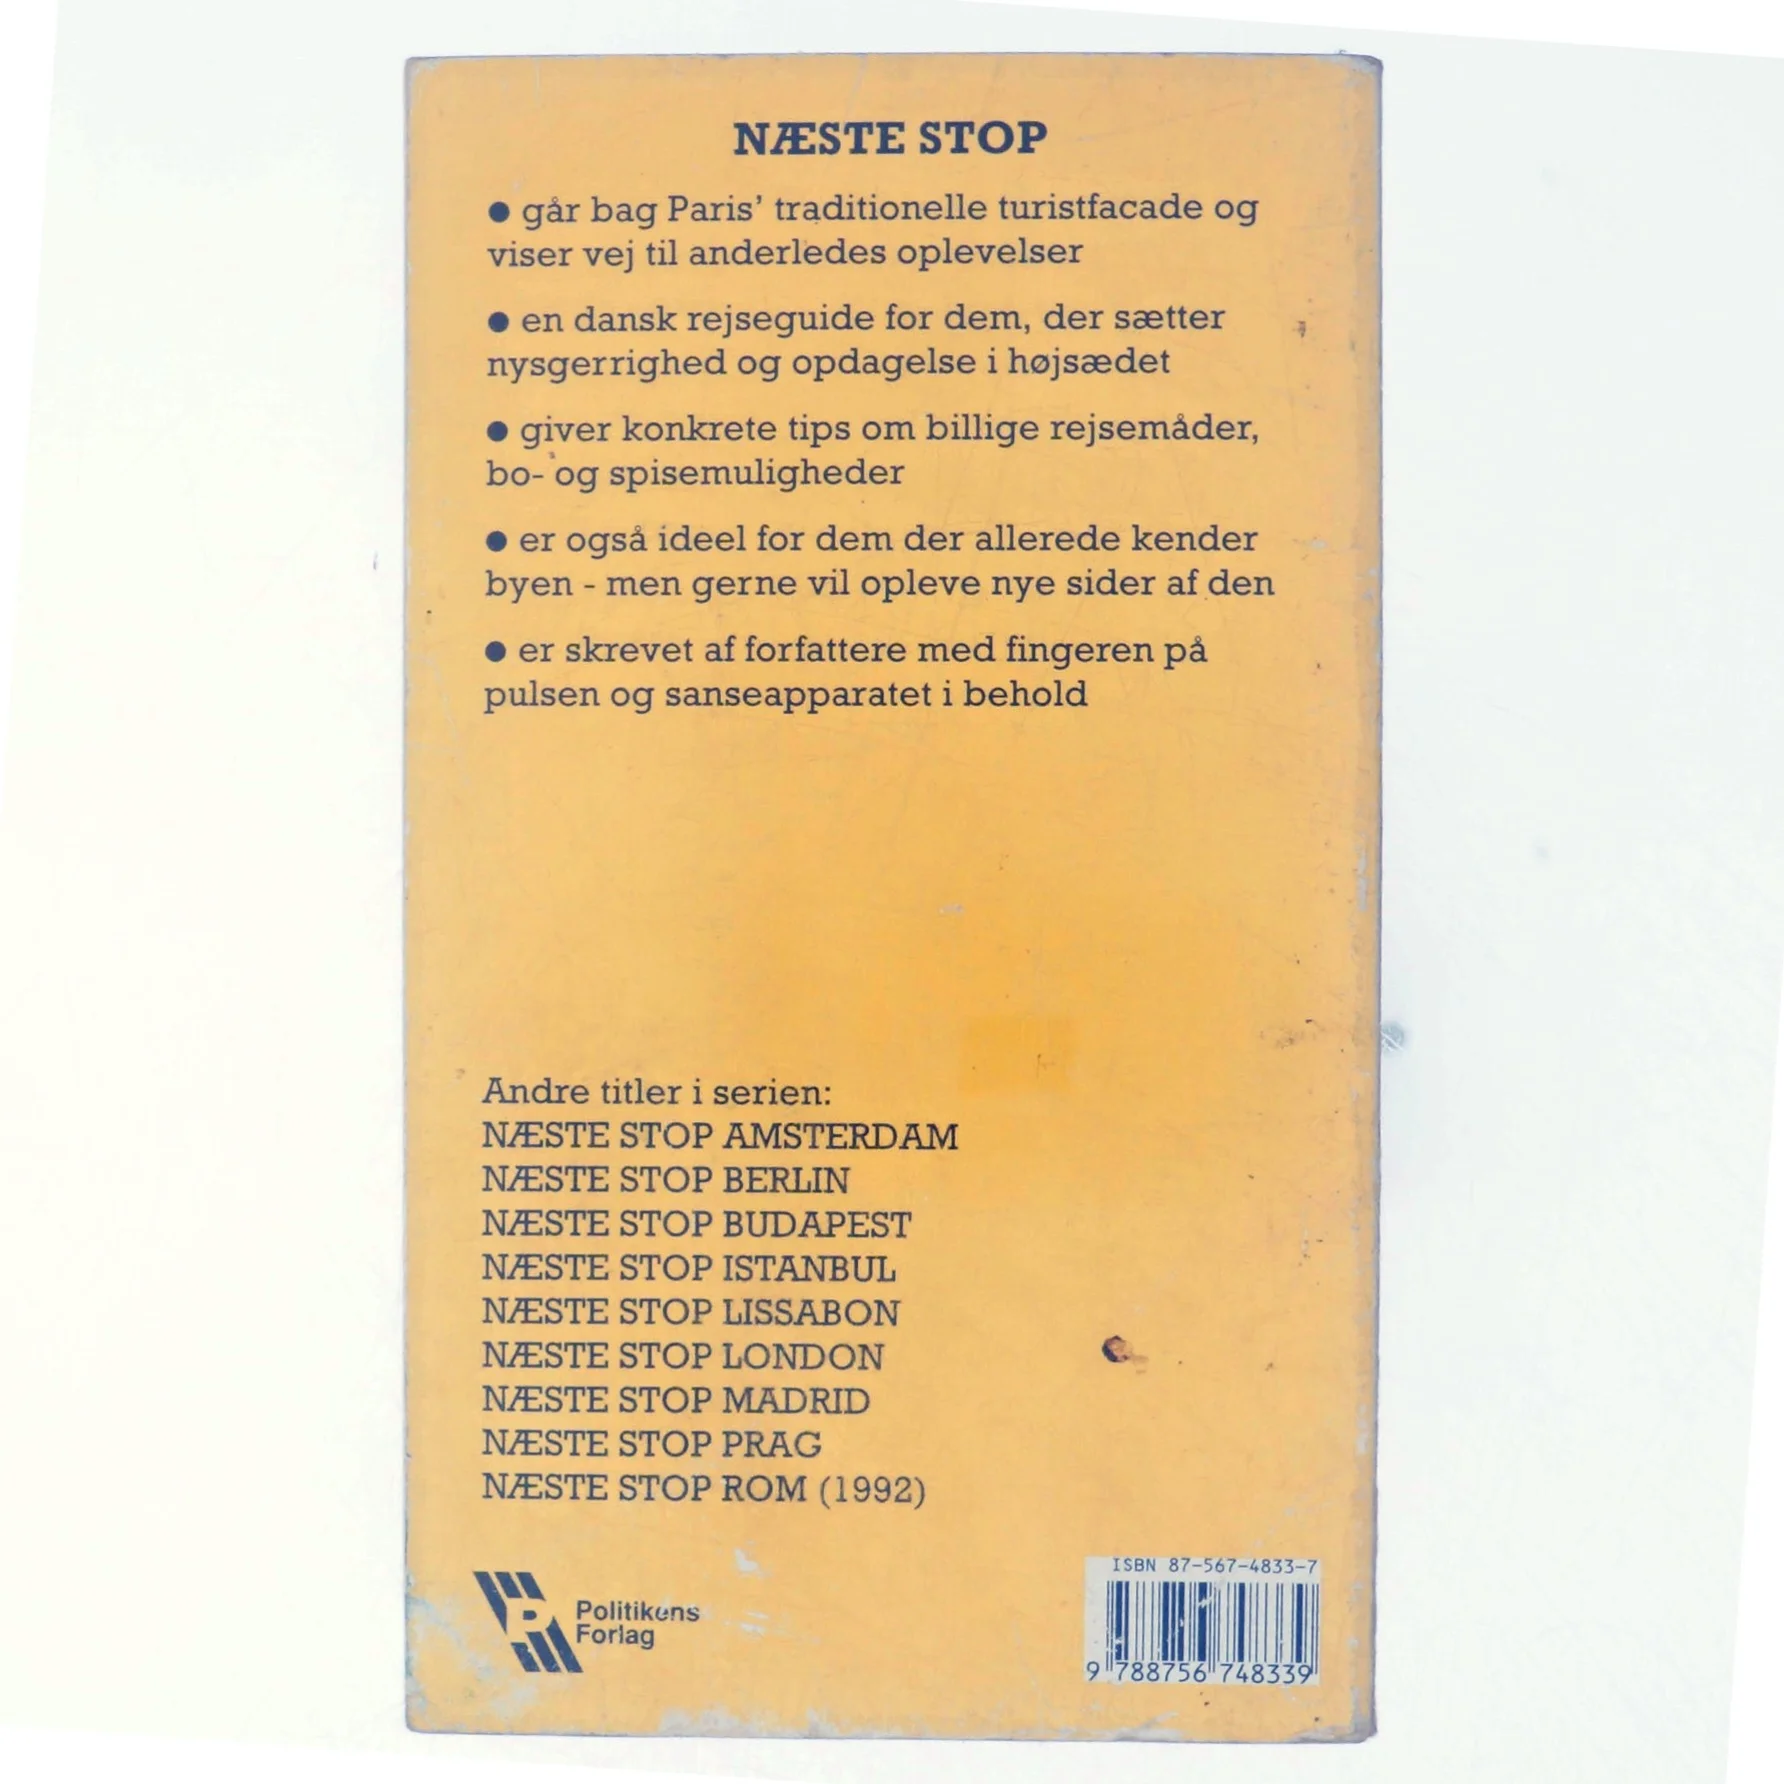 NÆSTE STOP
● går bag Paris' traditionelle turistfacade og
viser vej til anderledes oplevelser
● en dansk rejseguide for dem, der sætter
nysgerrighed og opdagelse i højsædet
● giver konkrete tips om billige rejsemåder,
bo- og spisemuligheder
● er også ideel for dem der allerede kender
byen - men gerne vil opleve nye sider af den
● er skrevet af forfattere med fingeren på
pulsen og sanseapparatet i behold
Andre titler i serien:
NÆSTE STOP AMSTERDAM
NÆSTE STOP BERLIN
NÆSTE STOP BUDAPEST
NÆSTE STOP ISTANBUL
NÆSTE STOP LISSABON
NÆSTE STOP LONDON
NÆSTE STOP MADRID
NÆSTE STOP PRAG
NÆSTE STOP ROM (1992)
P
Politikens
Forlag
ISBN 87-567-4833-7
9 788756 748339